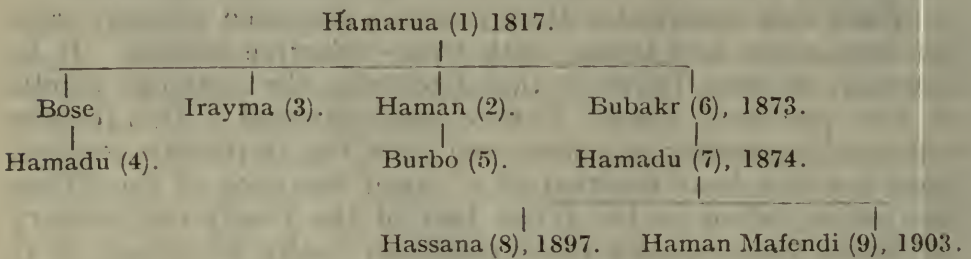 Hamarua (1) 1817.
Bose, Irayma (3). Haman (2). Bubakr (6), 1873.
Hamadu (4). Burbo (5). Hamadu (7), 1874.
Hassana (8), 1897. Haman Mafendi (9), 1903.